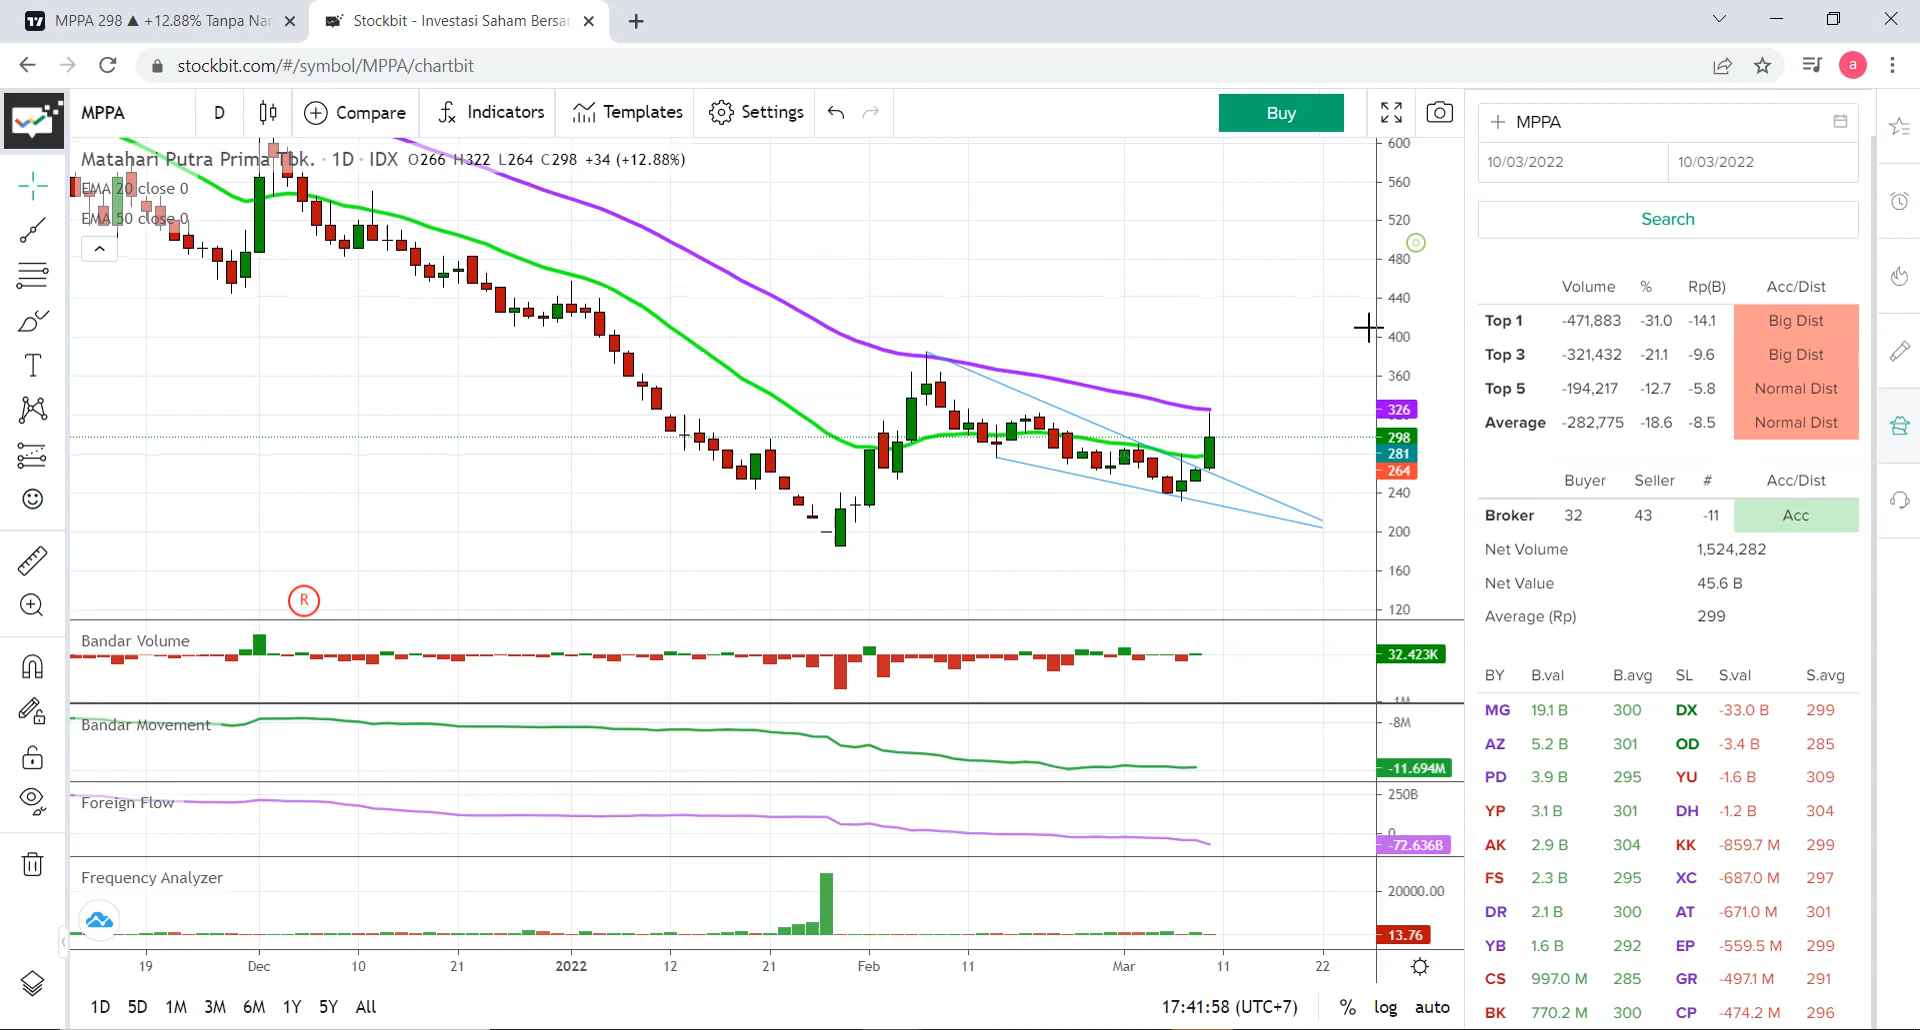 MPPA 298 ▲ +12.88% Tanpa Nar
Stockbit - Investasi Saham Bersar
stockbit.com/#/symbol/MPPA/chartbit
a
MPPA D Compare Indicators Templates Settings Buy
Matahari Putra Prima Tbk. · 1D · IDX O266 H322 L264 C298 +34 (+12.88%)
EMA 20 close 0
EMA 50 close 0
600
560
520
480
440
400
360
326
298
281
264
240
200
160
120
R
Bandar Volume
32.423K
1M
Bandar Movement
-8M
-11.694M
Foreign Flow
250B
0
-72.636B
Frequency Analyzer
20000.00
13.76
19 Dec 10 21 2022 12 21 Feb 11 Mar 11 22
1D 5D 1M 3M 6M 1Y 5Y All 17:41:58 (UTC+7) % log auto
MPPA
10/03/2022 10/03/2022
Search
Volume % Rp(B) Acc/Dist
Top 1 -471,883 -31.0 -14.1 Big Dist
Top 3 -321,432 -21.1 -9.6 Big Dist
Top 5 -194,217 -12.7 -5.8 Normal Dist
Average -282,775 -18.6 -8.5 Normal Dist
Buyer Seller # Acc/Dist
Broker 32 43 -11 Acc
Net Volume 1,524,282
Net Value 45.6 B
Average (Rp) 299
BY B.val B.avg SL S.val S.avg
MG 19.1 B 300 DX -33.0 B 299
AZ 5.2 B 301 OD -3.4 B 285
PD 3.9 B 295 YU -1.6 B 309
YP 3.1 B 301 DH -1.2 B 304
AK 2.9 B 304 KK -859.7 M 299
FS 2.3 B 295 XC -687.0 M 297
DR 2.1 B 300 AT -671.0 M 301
YB 1.6 B 292 EP -559.5 M 299
CS 997.0 M 285 GR -497.1 M 291
BK 770.2 M 300 CP -474.2 M 296